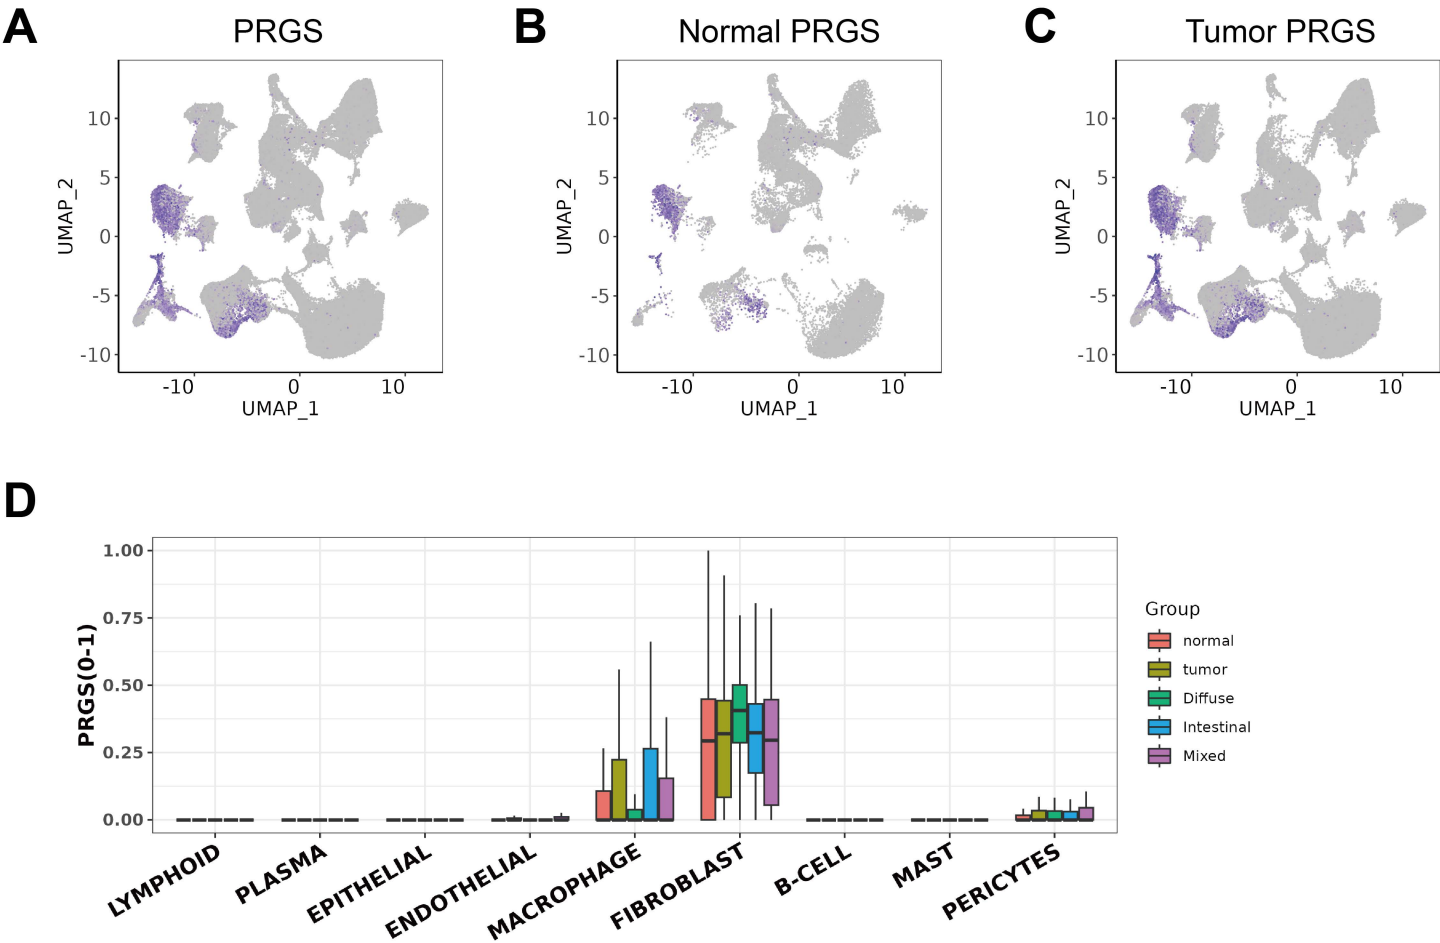 A
PRGS
B
Normal PRGS
C
Tumor PRGS
UMAP_2
10
5
0
-5
-10
-10
0
10
UMAP_1
UMAP_2
10
5
0
-5
-10
-10
0
10
UMAP_1
UMAP_2
10
5
0
-5
-10
-10
0
10
UMAP_1
D
PRGS(0-1)
1.00
0.75
0.50
0.25
0.00
LYMPHOID
PLASMA
EPITHELIAL
ENDOTHELIAL
MACROPHAGE
FIBROBLAST
B-CELL
MAST
PERICYTES
Group
normal
tumor
Diffuse
Intestinal
Mixed